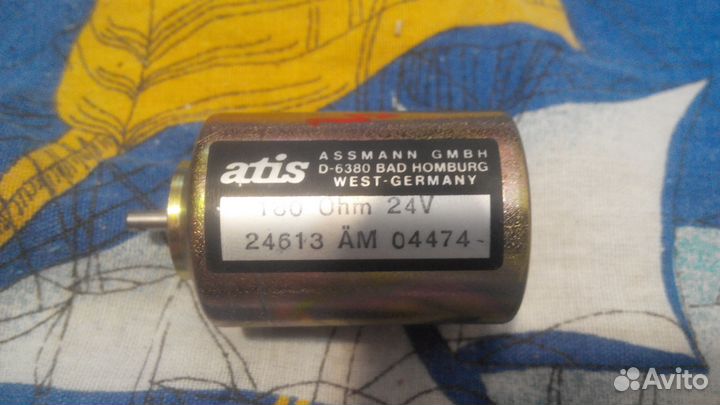 atis
ASSMANN GMBH
D-6380 BAD HOMBURG
WEST-GERMANY
Ohm 24V
24613 ÄM 04474-
Avito